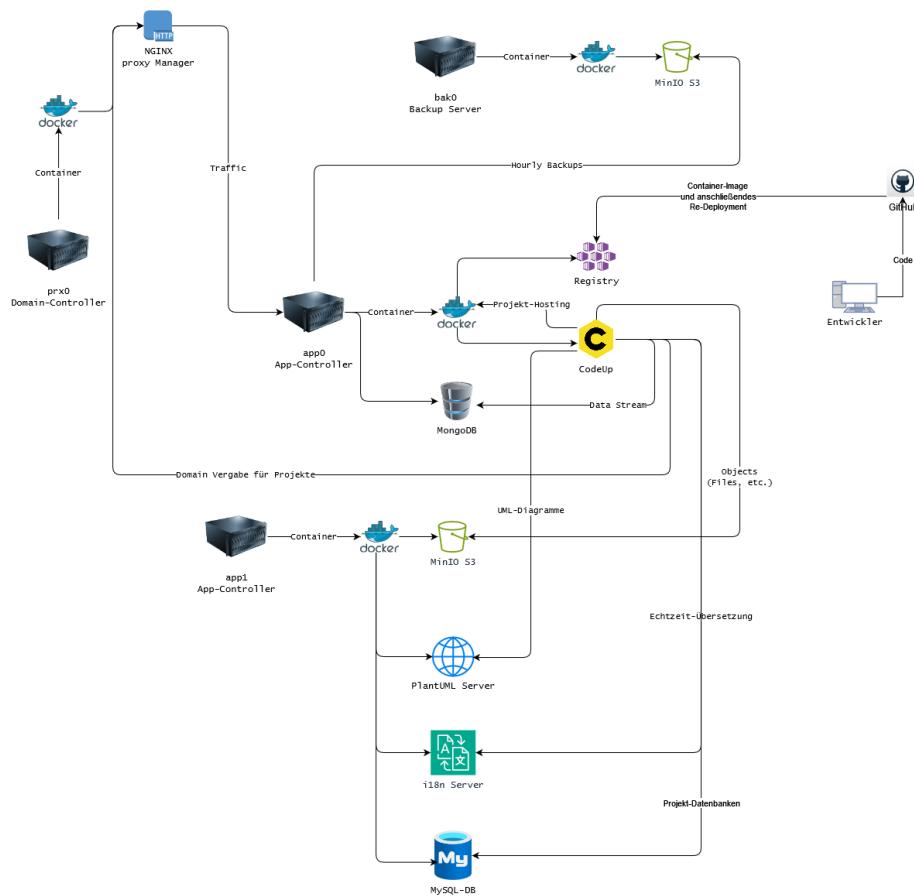 HTTP
NGINX
proxy Manager
docker
Container
prx0
Domain-Controller
Traffic
bak0
Backup Server
Container
docker
MinIO S3
Hourly Backups
Container-Image
und anschließendes
Re-Deployment
GitHub
Code
Entwickler
Registry
app0
App-Controller
Container
docker
Projekt-Hosting
C
CodeUp
MongoDB
Data Stream
Domain Vergabe für Projekte
Objects
(Files, etc.)
UML-Diagramme
app1
App-Controller
Container
docker
MinIO S3
Echtzeit-Übersetzung
PlantUML Server
A
文
i18n Server
Projekt-Datenbanken
My
MySQL-DB